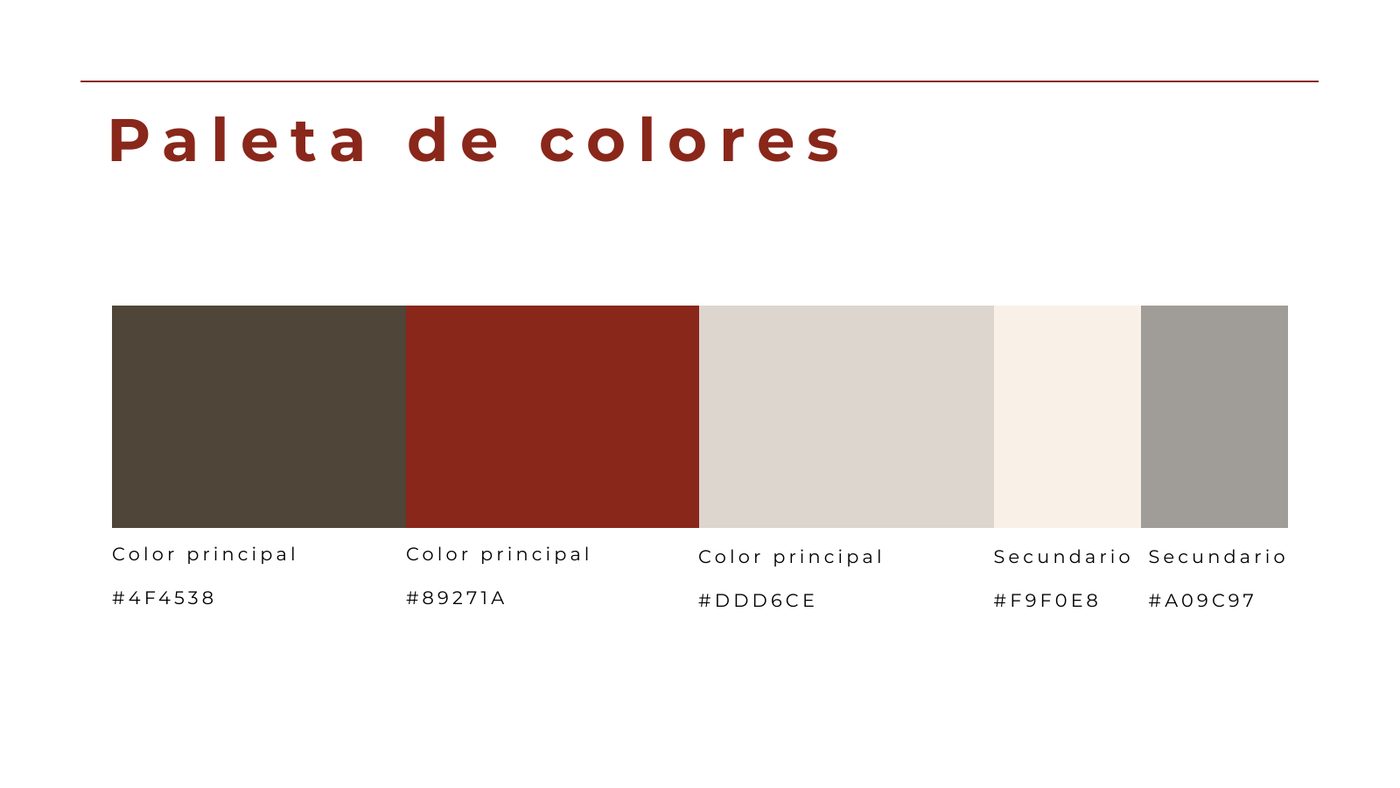 Paleta de colores
Color principal
#4F4538
Color principal
#89271A
Color principal
#DDD6CE
Secundario
#F9F0E8
Secundario
#A09C97